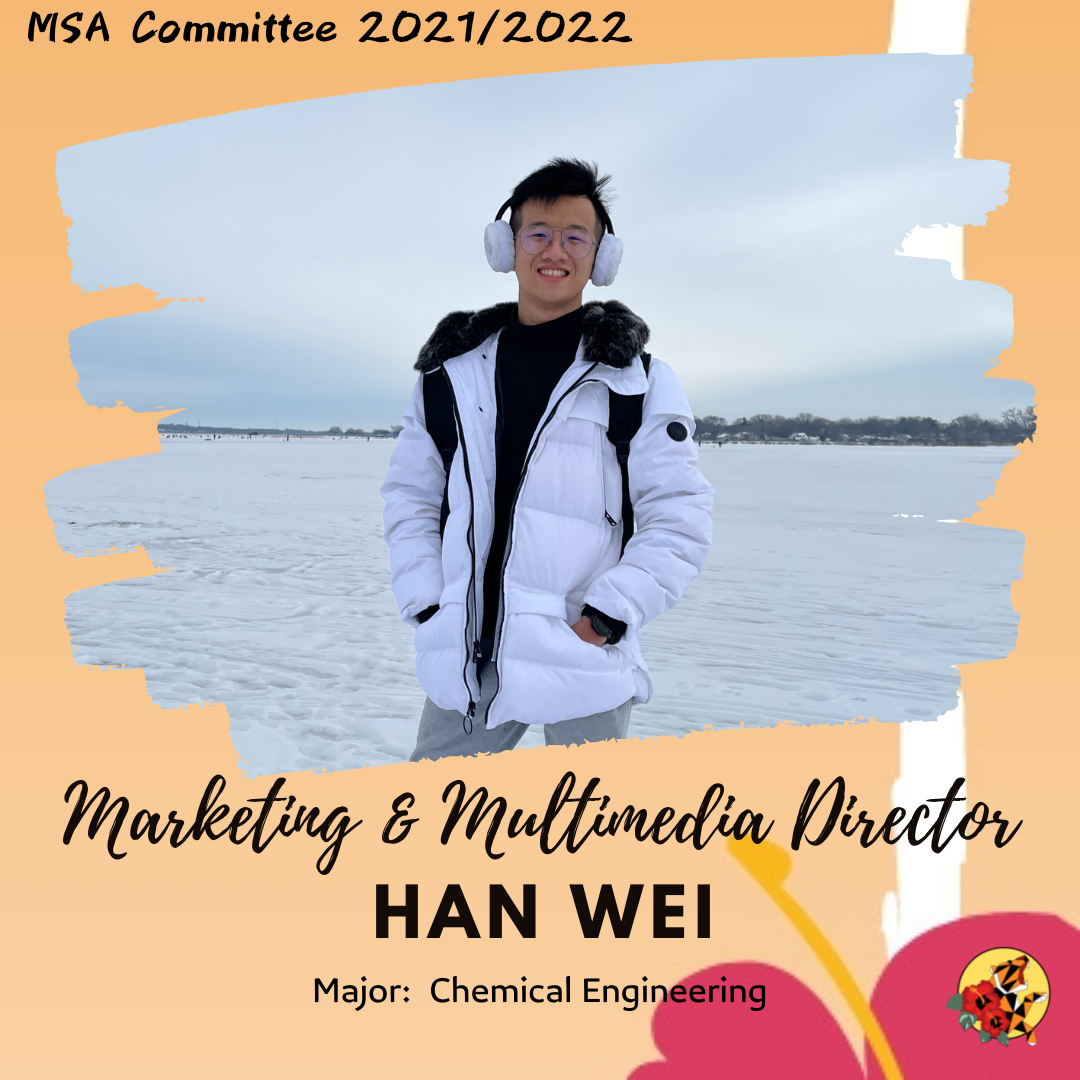 MSA Committee 2021/2022
Marketing & Multimedia Director
HAN WEI
Major: Chemical Engineering